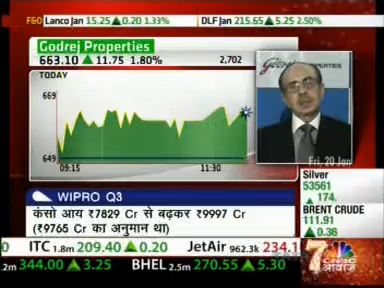 F&O Lanco Jan 15.25 ▲ 0.20 1.33% DLF Jan 215.65 ▲ 5.25 2.50%
Godrej Properties
663.10 ▲ 11.75 1.80% 2,702
TODAY
669
649
09:15 11:30
Godrej PROPERTIES
Fri, 20 Jan
WIPRO Q3
कंसो आय ₹7829 Cr से बढ़कर ₹9997 Cr
(₹9765 Cr का अनुमान था)
Silver
53561
▲ 174.
BRENT CRUDE
111.91
▲ 0.36
ITC 1.8m 209.40 ▲ 0.20 JetAir 962.3k 234.1
.2m 344.00 ▲ 3.25 BHEL 2.5m 270.55 ▲ 5.30
CNBC
आवाज़